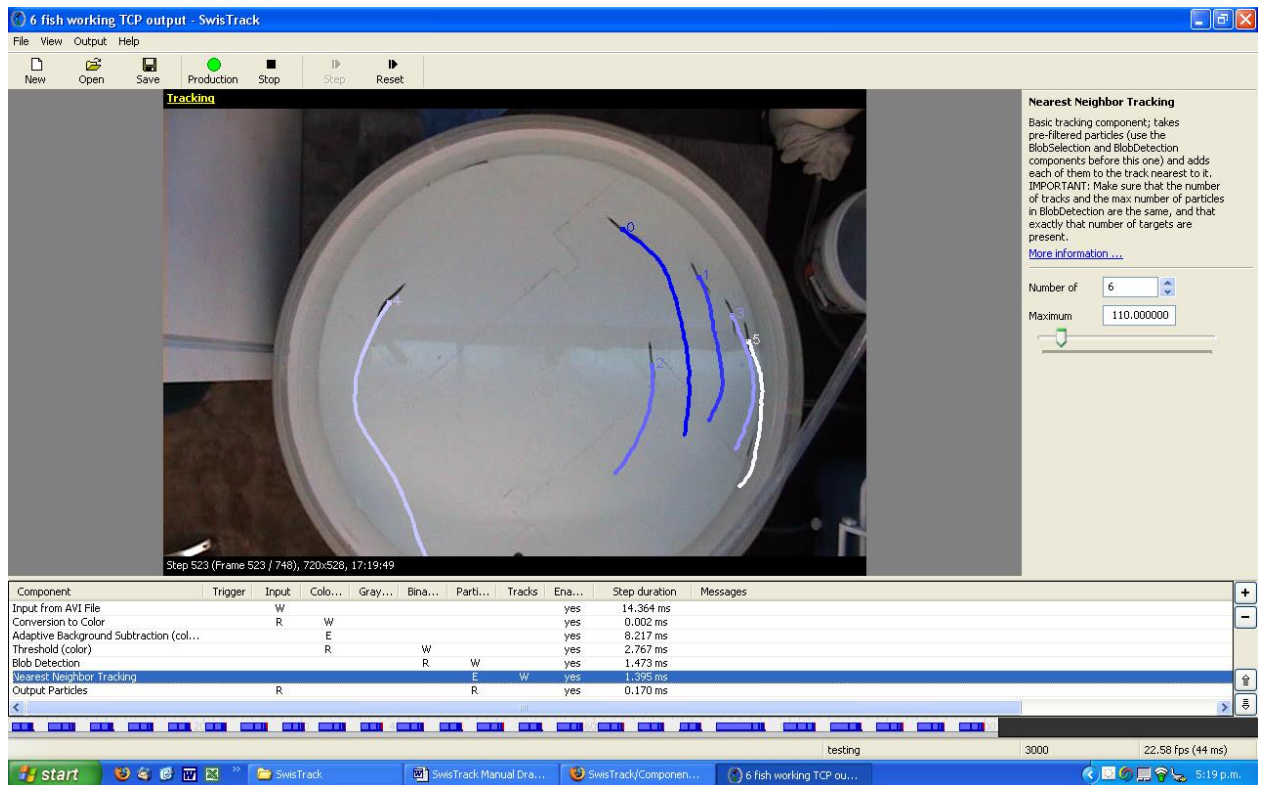 6 fish working TCP output - SwisTrack
File View Output Help
New Open Save Production Stop Step Reset
Tracking
0
1
4
3
5
2
Step 523 (Frame 523 / 748), 720x528, 17:19:49
Nearest Neighbor Tracking
Basic tracking component; takes
pre-filtered particles (use the
BlobSelection and BlobDetection
components before this one) and adds
each of them to the track nearest to it.
IMPORTANT: Make sure that the number
of tracks and the max number of particles
in BlobDetection are the same, and that
exactly that number of targets are
present.
More information ...
Number of 6
Maximum 110.000000
Component Trigger Input Colo... Gray... Bina... Parti... Tracks Ena... Step duration Messages
Input from AVI File W yes 14.364 ms
Conversion to Color R W yes 0.002 ms
Adaptive Background Subtraction (col... E yes 8.217 ms
Threshold (color) R W yes 2.767 ms
Blob Detection R W yes 1.473 ms
Nearest Neighbor Tracking E W yes 1.395 ms
Output Particles R R yes 0.170 ms
testing 3000 22.58 fps (44 ms)
start SwisTrack SwisTrack Manual Dra... SwisTrack/Componen... 6 fish working TCP ou... 5:19 p.m.